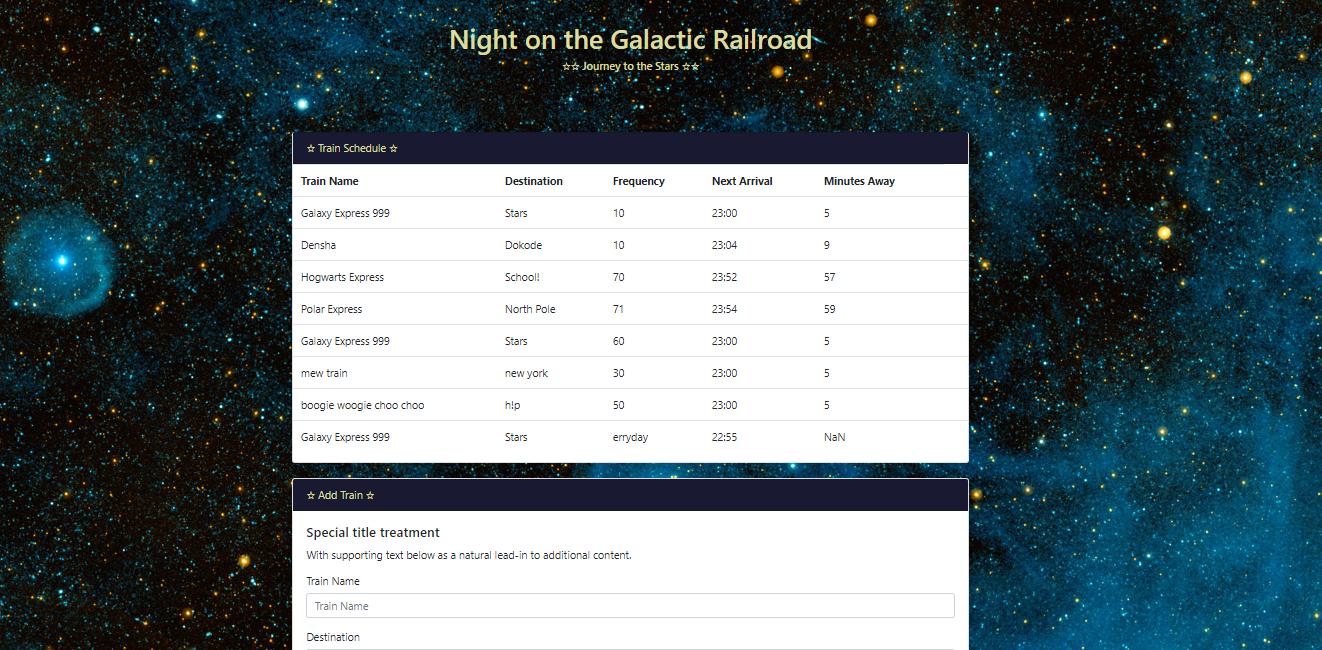 Night on the Galactic Railroad
☆☆ Journey to the Stars ☆☆
☆ Train Schedule ☆
Train Name Destination Frequency Next Arrival Minutes Away
Galaxy Express 999 Stars 10 23:00 5
Densha Dokode 10 23:04 9
Hogwarts Express School! 70 23:52 57
Polar Express North Pole 71 23:54 59
Galaxy Express 999 Stars 60 23:00 5
mew train new york 30 23:00 5
boogie woogie choo choo h!p 50 23:00 5
Galaxy Express 999 Stars erryday 22:55 NaN
☆ Add Train ☆
Special title treatment
With supporting text below as a natural lead-in to additional content.
Train Name
Train Name
Destination